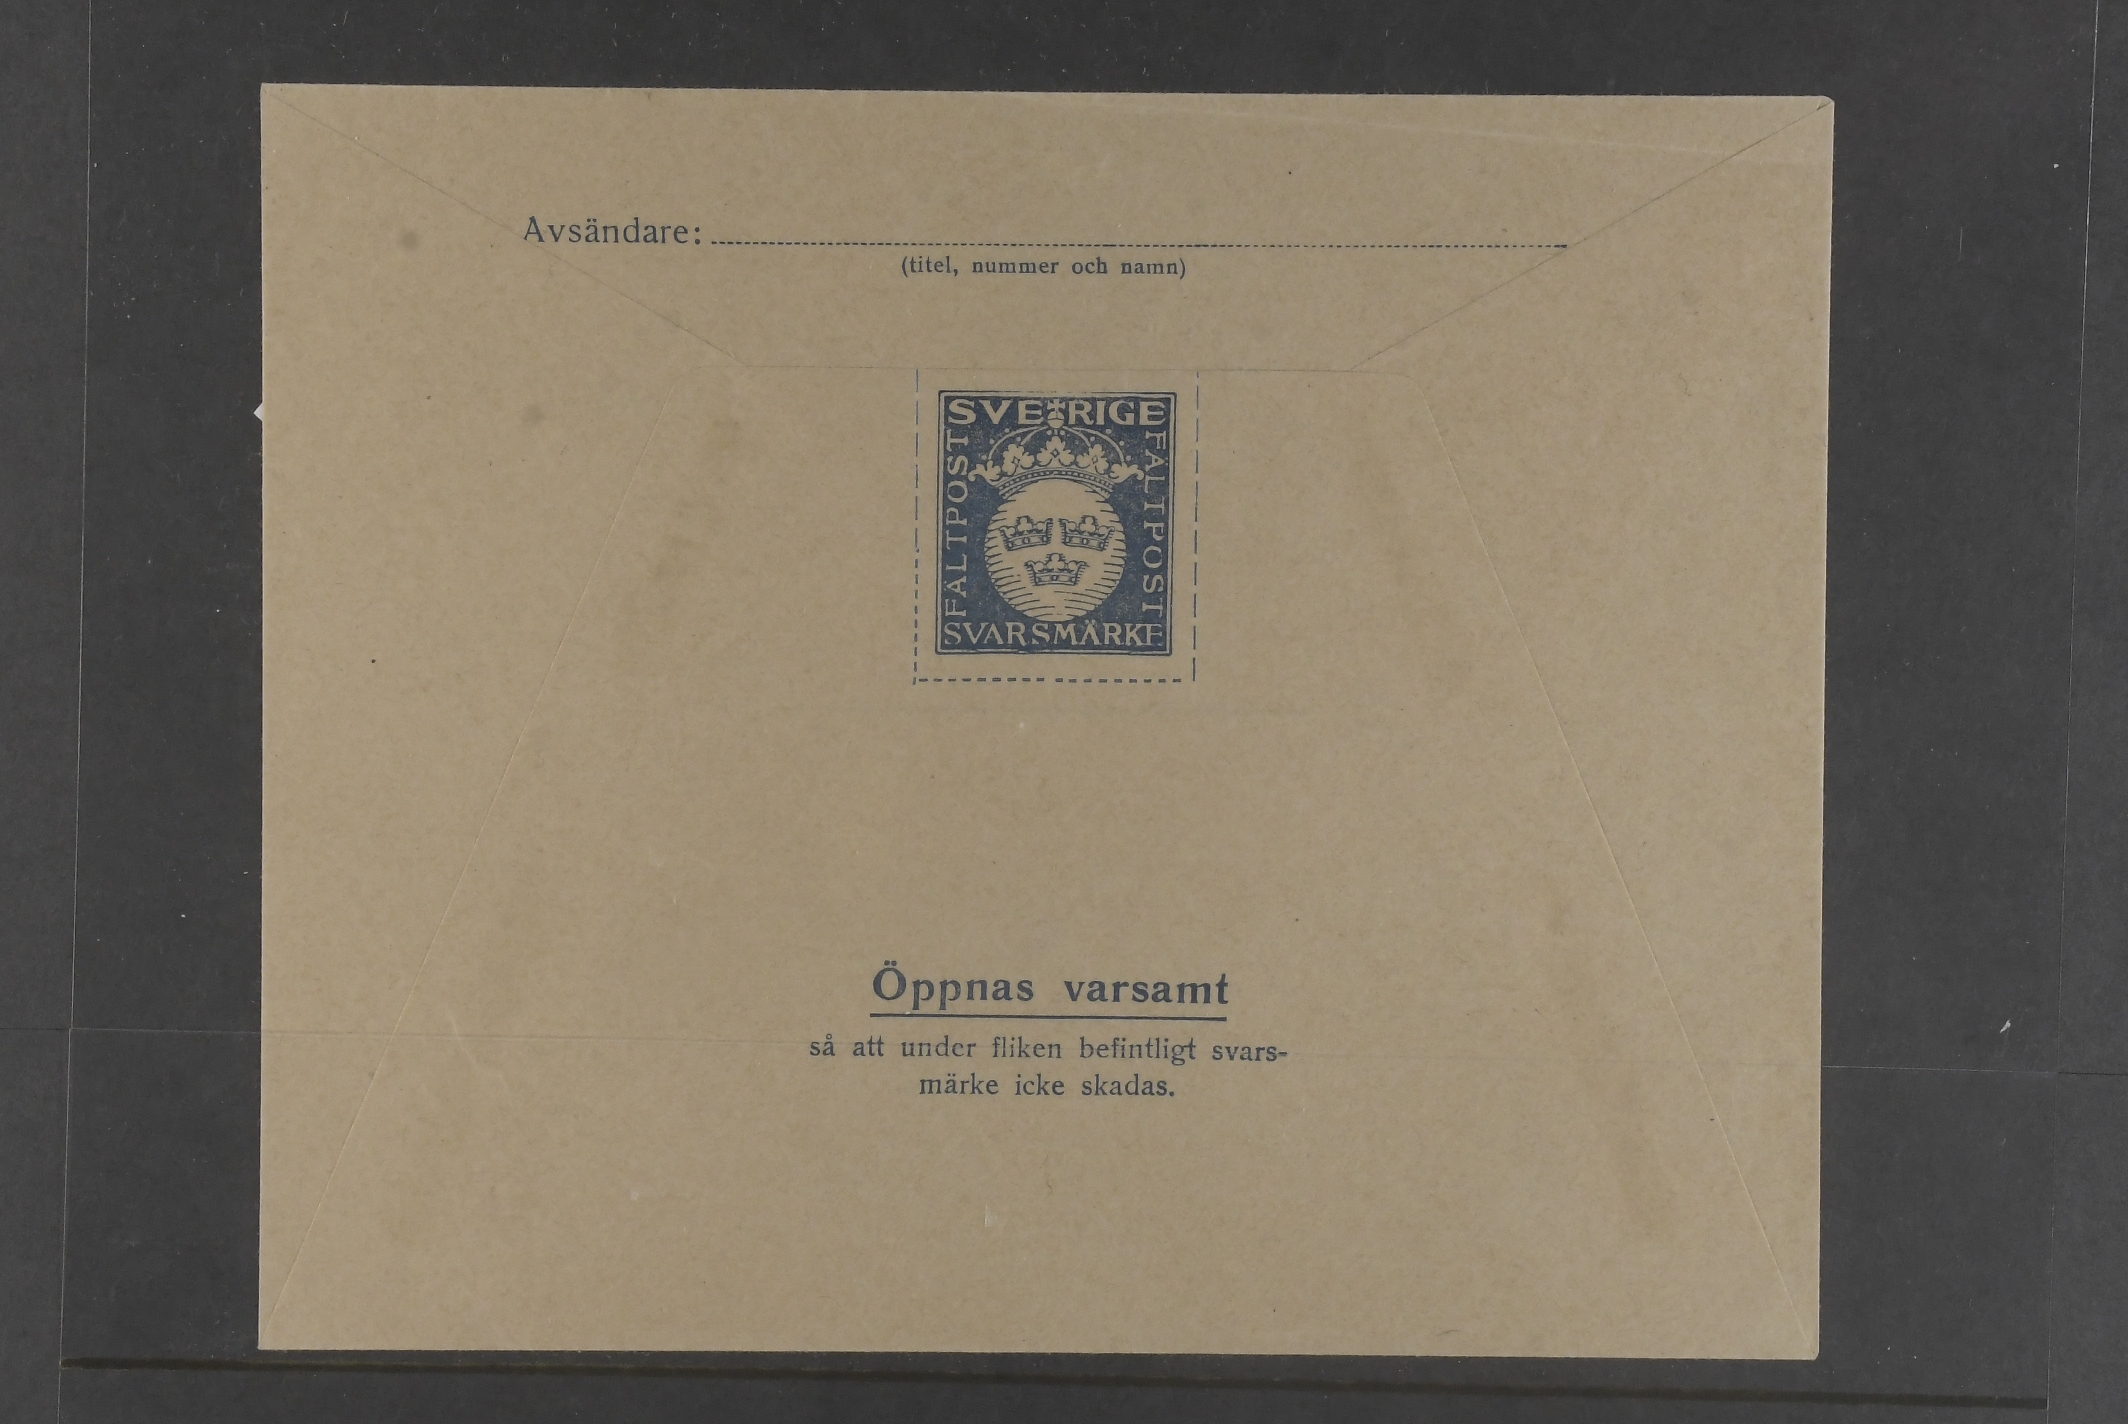 Avsändare:
(titel, nummer och namn)
SVERIGE
FÄLTPOST
FÄLTPOST
SVARSMÄRKE
Öppnas varsamt
så att under fliken befintligt svars-
märke icke skadas.